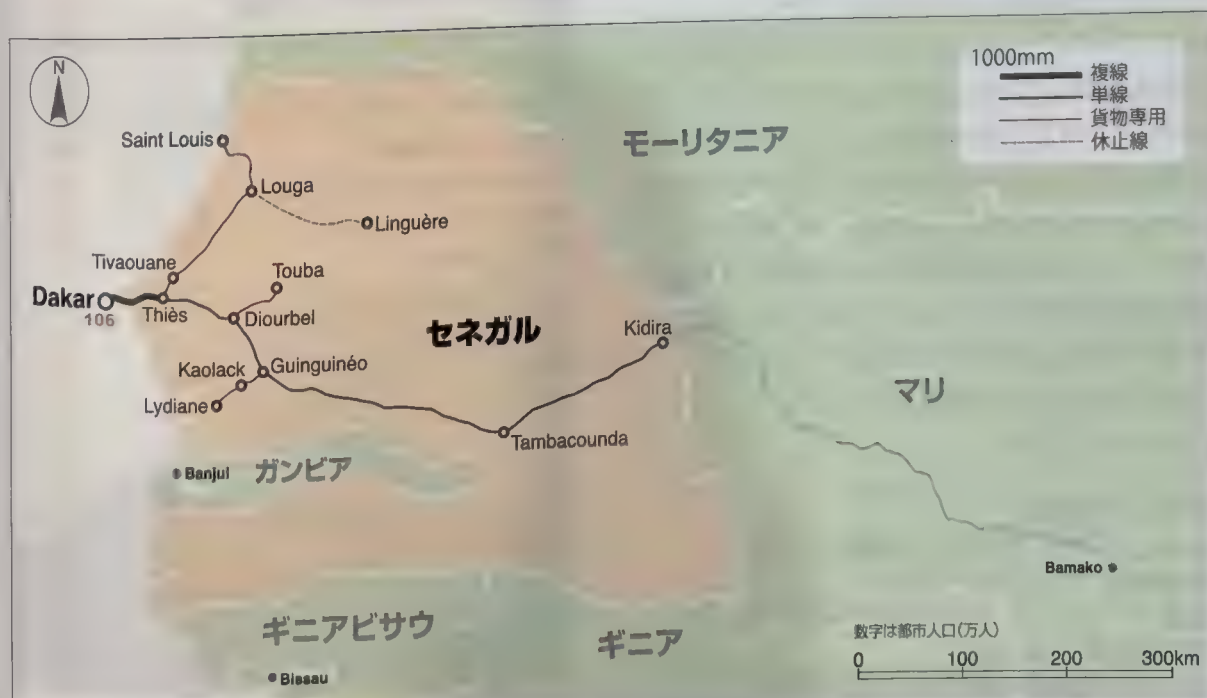 N
1000mm
複線
単線
貨物専用
休止線
Saint Louis
モーリタニア
Louga
Linguère
Tivaouane
Touba
Dakar
106
Thiès
Diourbel
セネガル
Kidira
Kaolack
Guinguinéo
Lydiane
マリ
Tambacounda
Banjul
ガンビア
Bamako
ギニアビサウ
ギニア
数字は都市人口(万人)
0 100 200 300km
Bissau